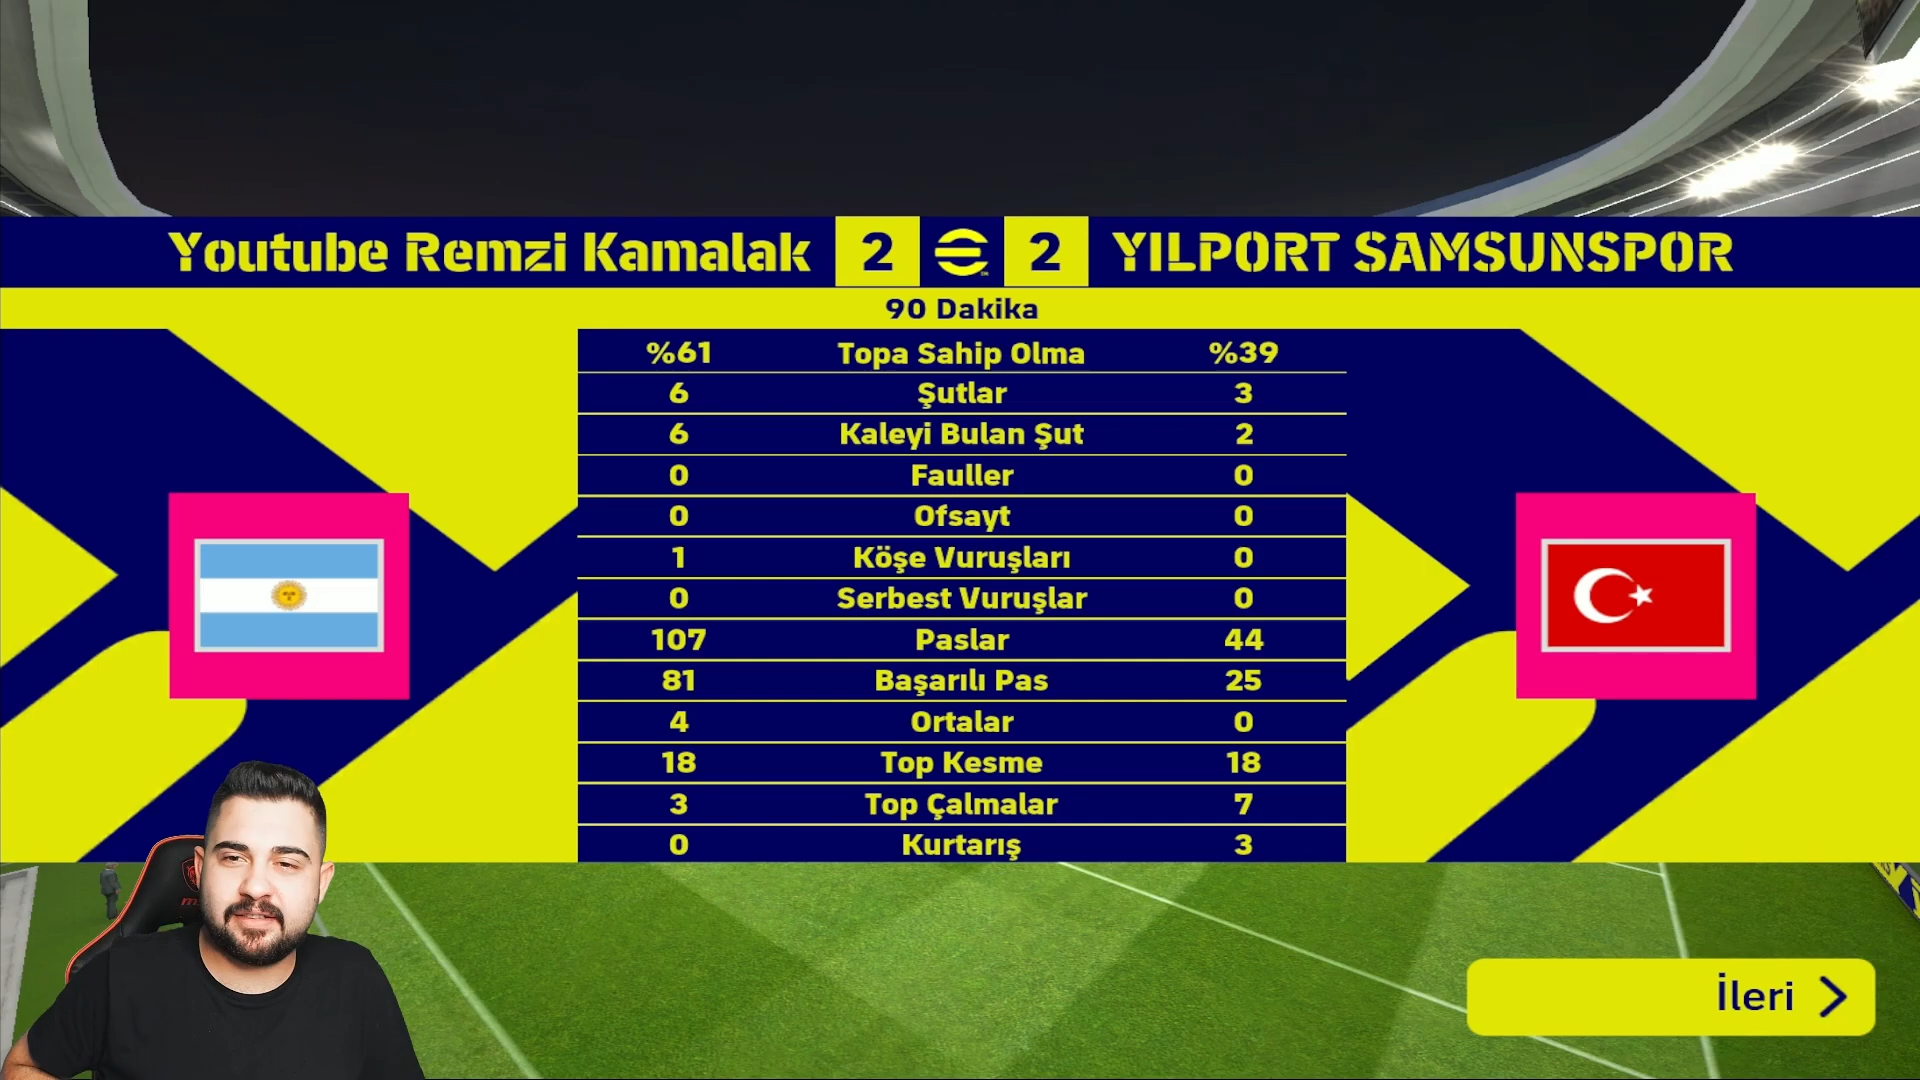 Youtube Remzi Kamalak 2 2 YILPORT SAMSUNSPOR
90 Dakika
%61 Topa Sahip Olma %39
6 Şutlar 3
6 Kaleyi Bulan Şut 2
0 Fauller 0
0 Ofsayt 0
1 Köşe Vuruşları 0
0 Serbest Vuruşlar 0
107 Paslar 44
81 Başarılı Pas 25
4 Ortalar 0
18 Top Kesme 18
3 Top Çalmalar 7
0 Kurtarış 3
İleri